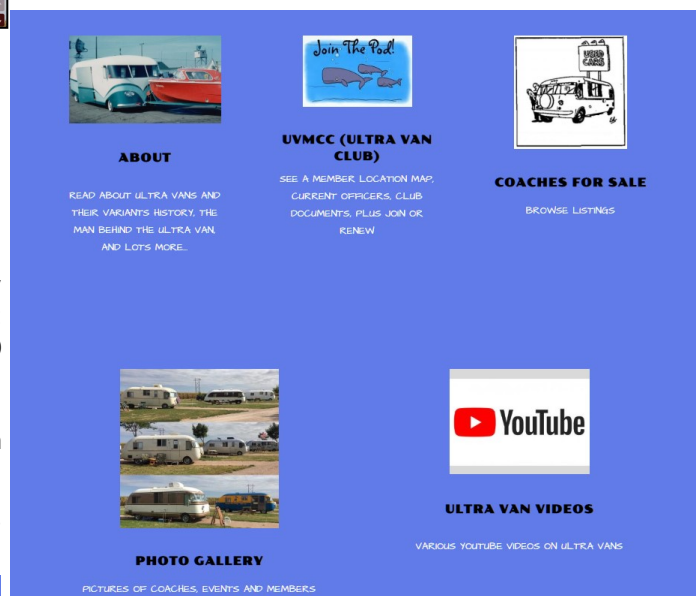 Join The Pod!
USED
CARS
ABOUT
READ ABOUT ULTRA VANS AND
THEIR VARIANTS HISTORY, THE
MAN BEHIND THE ULTRA VAN.
AND LOTS MORE...
UVMCC (ULTRA VAN
CLUB)
SEE A MEMBER LOCATION MAP,
CURRENT OFFICERS, CLUB
DOCUMENTS, PLUS JOIN OR
RENEW
COACHES FOR SALE
BROWSE LISTINGS
PHOTO GALLERY
PICTURES OF COACHES, EVENTS AND MEMBERS
YouTube
ULTRA VAN VIDEOS
VARIOUS YOUTUBE VIDEOS ON ULTRA VANS